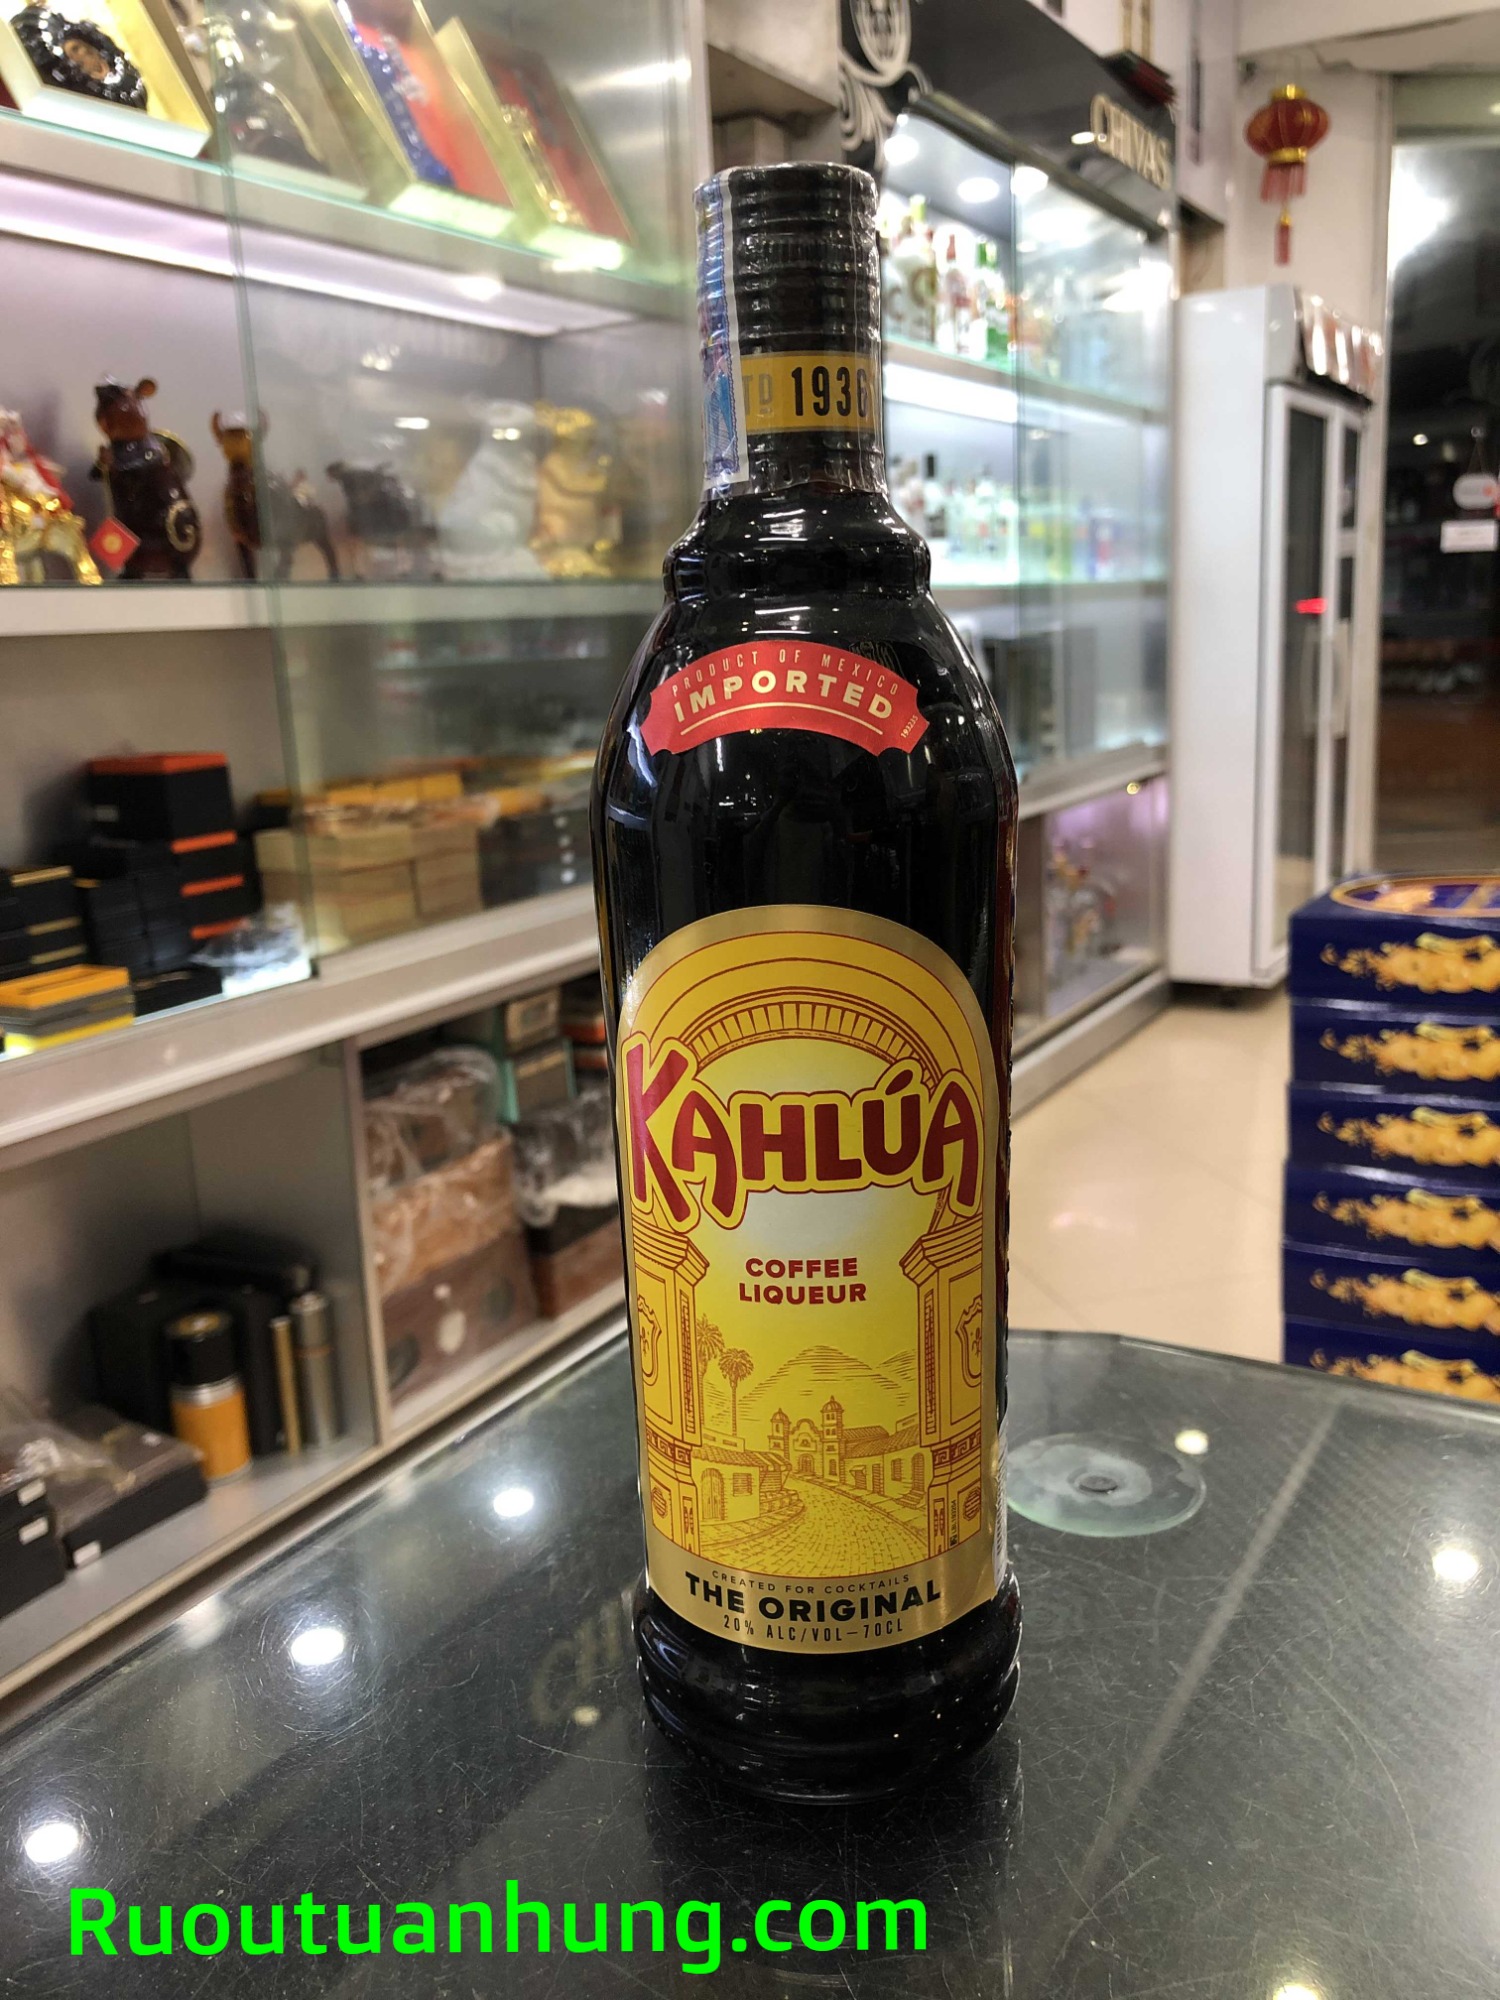 CHIVAS
TD 1936
PRODUCT OF MEXICO
IMPORTED
193235
KAHLÚA
COFFEE
LIQUEUR
CREATED FOR COCKTAILS
THE ORIGINAL
20% ALC/VOL–70CL
Ruoutuanhung.com